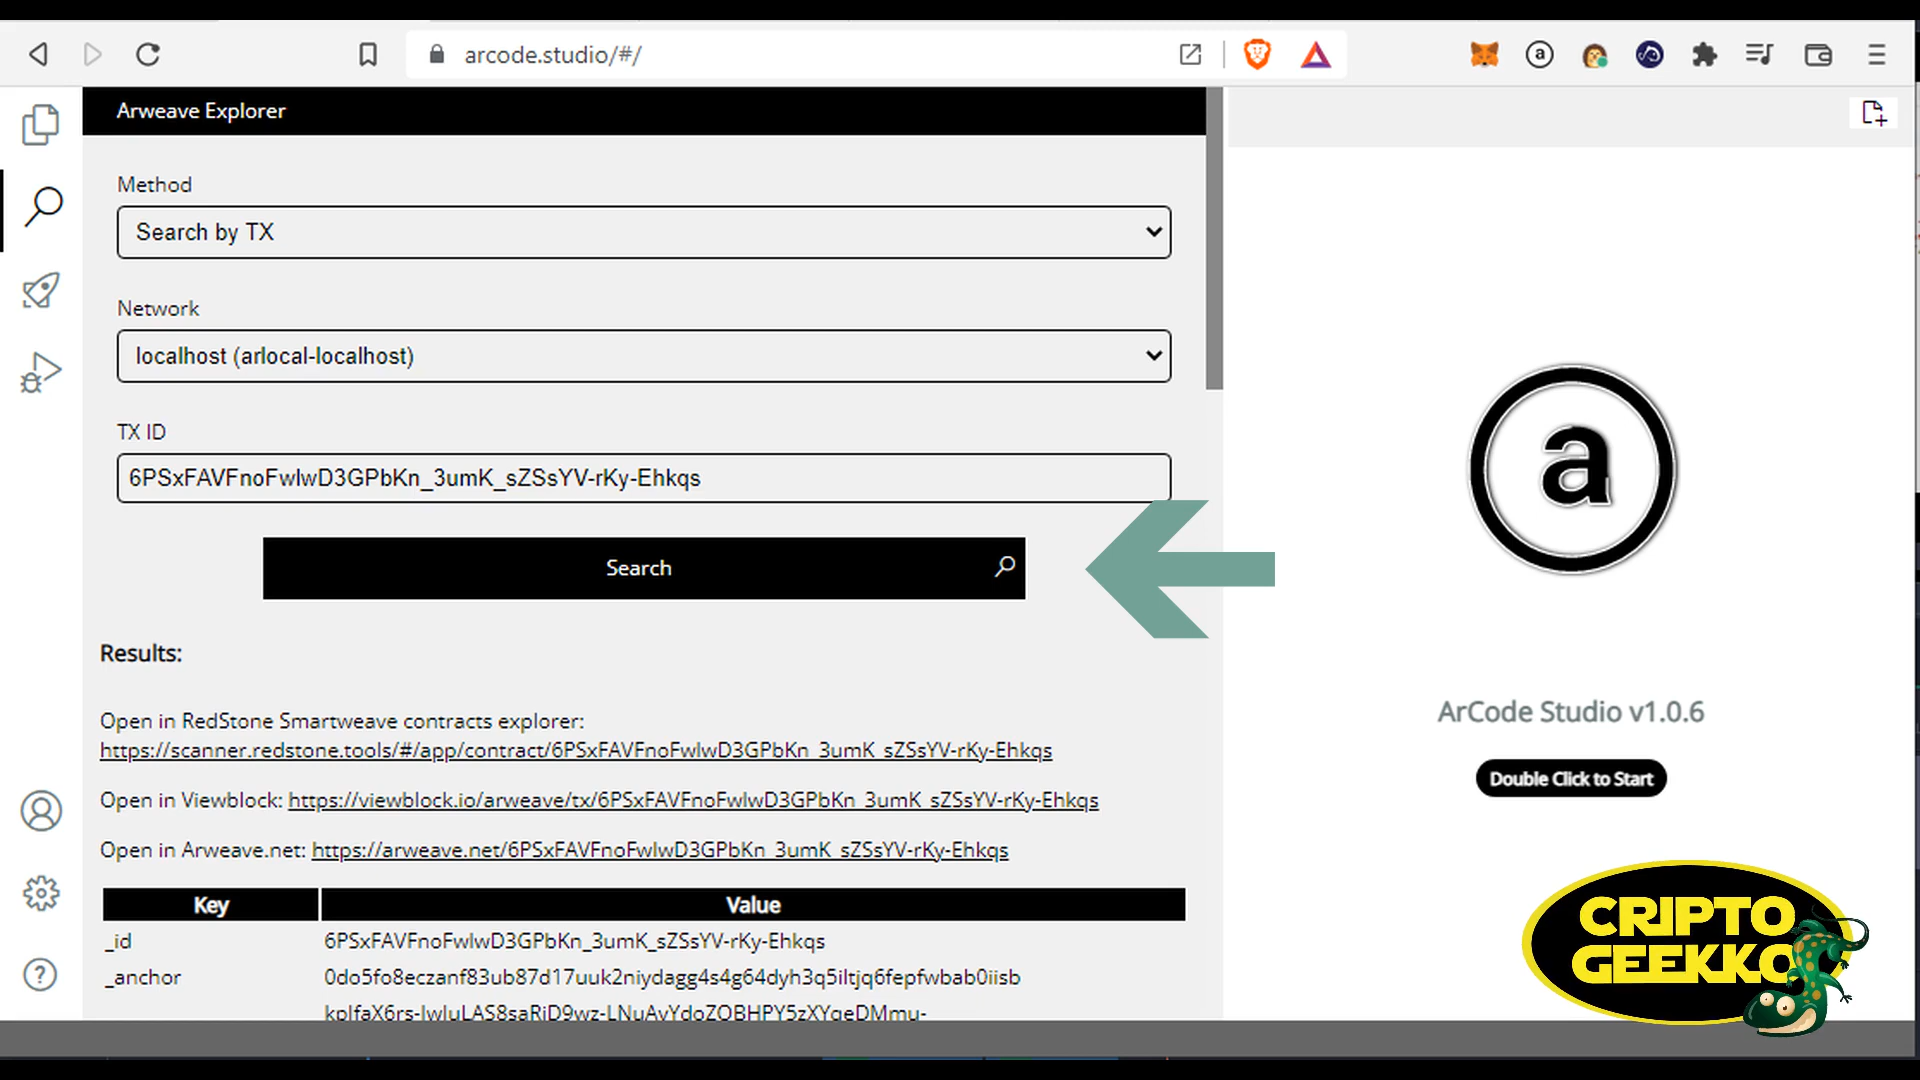 arcode.studio/#/
Arweave Explorer
Method
Search by TX
Network
localhost (arlocal-localhost)
TX ID
6PSxFAVFnoFwlwD3GPbKn_3umK_sZSsYV-rKy-Ehkqs
Search
Results:
Open in RedStone Smartweave contracts explorer:
https://scanner.redstone.tools/#/app/contract/6PSxFAVFnoFwlwD3GPbKn_3umK_sZSsYV-rKy-Ehkqs
Open in Viewblock: https://viewblock.io/arweave/tx/6PSxFAVFnoFwlwD3GPbKn_3umK_sZSsYV-rKy-Ehkqs
Open in Arweave.net: https://arweave.net/6PSxFAVFnoFwlwD3GPbKn_3umK_sZSsYV-rKy-Ehkqs
Key Value
_id 6PSxFAVFnoFwlwD3GPbKn_3umK_sZSsYV-rKy-Ehkqs
_anchor 0do5fo8eczanf83ub87d17uuk2niydagg4s4g64dyh3q5iltjq6fepfwbab0iisb
a
ArCode Studio v1.0.6
Double Click to Start
CRIPTO
GEEKKO